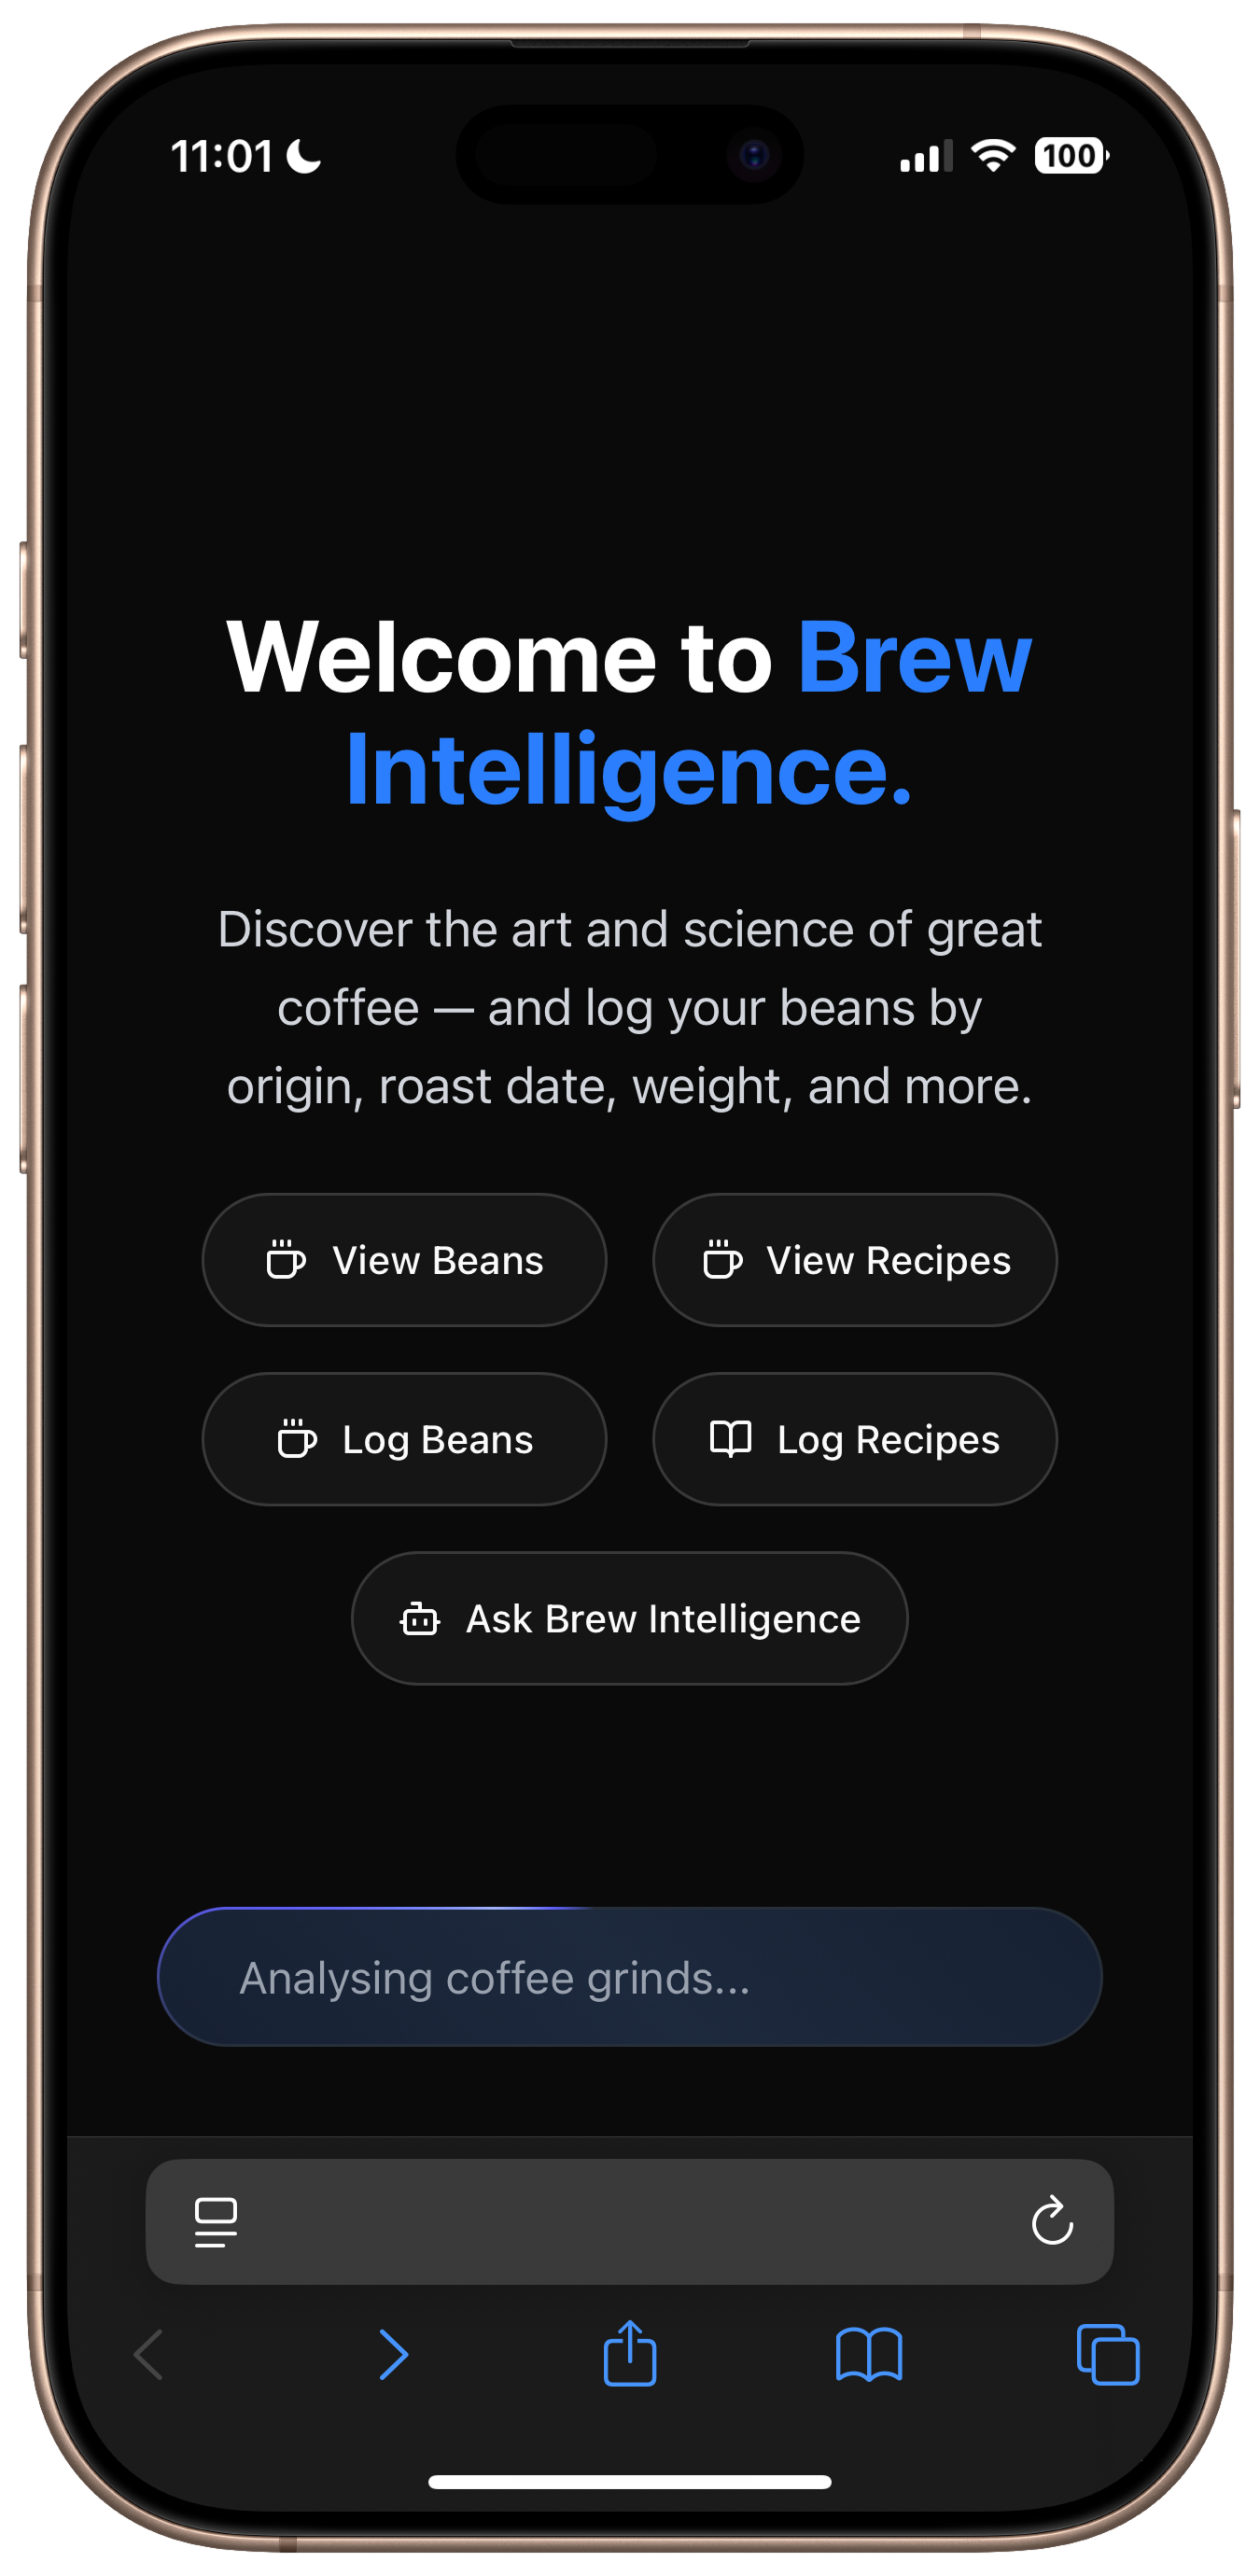 11:01
100
Welcome to Brew
Intelligence.
Discover the art and science of great
coffee — and log your beans by
origin, roast date, weight, and more.
View Beans
View Recipes
Log Beans
Log Recipes
Ask Brew Intelligence
Analysing coffee grinds...